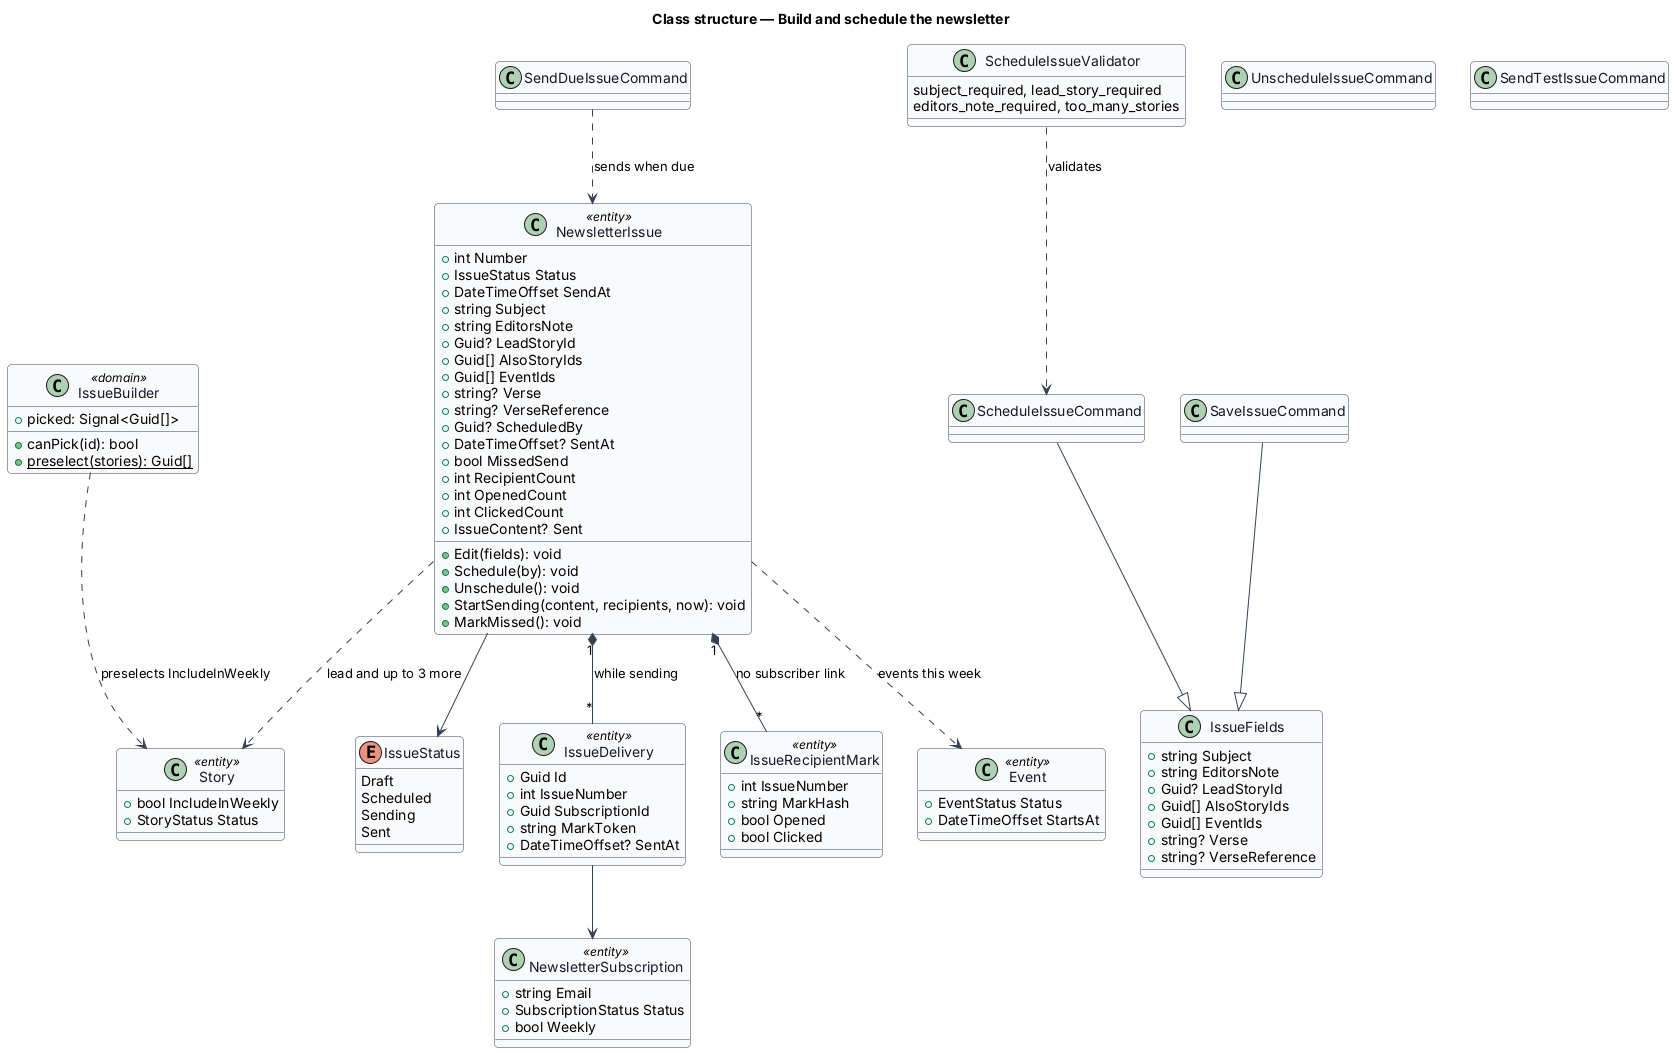 Class structure — Build and schedule the newsletter
C SendDueIssueCommand
C ScheduleIssueValidator
subject_required, lead_story_required
editors_note_required, too_many_stories
C UnscheduleIssueCommand
C SendTestIssueCommand
sends when due
validates
C «entity»
NewsletterIssue
int Number
IssueStatus Status
DateTimeOffset SendAt
string Subject
string EditorsNote
Guid? LeadStoryId
Guid[] AlsoStoryIds
Guid[] EventIds
string? Verse
string? VerseReference
Guid? ScheduledBy
DateTimeOffset? SentAt
bool MissedSend
int RecipientCount
int OpenedCount
int ClickedCount
IssueContent? Sent
Edit(fields): void
Schedule(by): void
Unschedule(): void
StartSending(content, recipients, now): void
MarkMissed(): void
C «domain»
IssueBuilder
picked: Signal<Guid[]>
canPick(id): bool
preselect(stories): Guid[]
C ScheduleIssueCommand
C SaveIssueCommand
preselects IncludeInWeekly
lead and up to 3 more
1
while sending
*
1
no subscriber link
*
events this week
C «entity»
Story
bool IncludeInWeekly
StoryStatus Status
E IssueStatus
Draft
Scheduled
Sending
Sent
C «entity»
IssueDelivery
Guid Id
int IssueNumber
Guid SubscriptionId
string MarkToken
DateTimeOffset? SentAt
C «entity»
IssueRecipientMark
int IssueNumber
string MarkHash
bool Opened
bool Clicked
C «entity»
Event
EventStatus Status
DateTimeOffset StartsAt
C IssueFields
string Subject
string EditorsNote
Guid? LeadStoryId
Guid[] AlsoStoryIds
Guid[] EventIds
string? Verse
string? VerseReference
C «entity»
NewsletterSubscription
string Email
SubscriptionStatus Status
bool Weekly